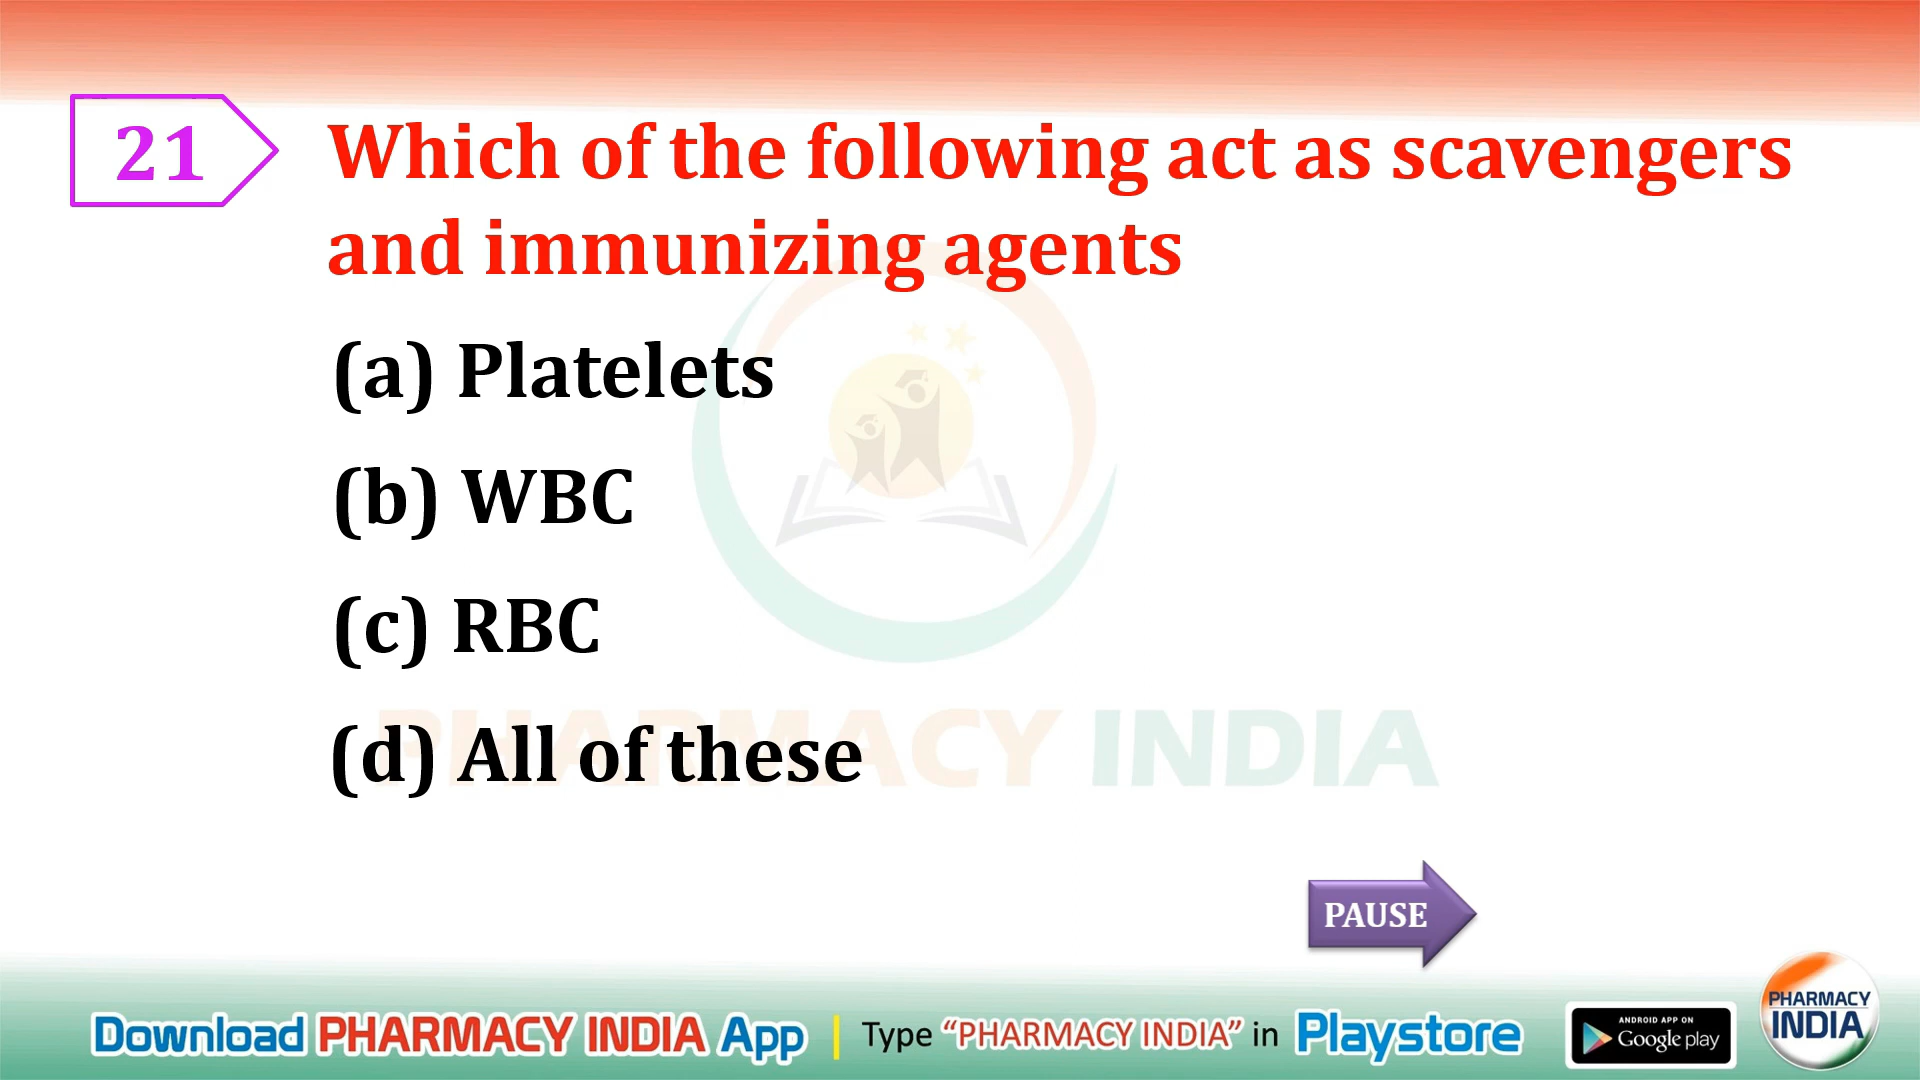 21
Which of the following act as scavengers
and immunizing agents
(a) Platelets
(b) WBC
(c) RBC
(d) All of these
PHARMACY INDIA
PAUSE
Download PHARMACY INDIA App | Type “PHARMACY INDIA” in Playstore
ANDROID APP ON
Google play
PHARMACY
INDIA